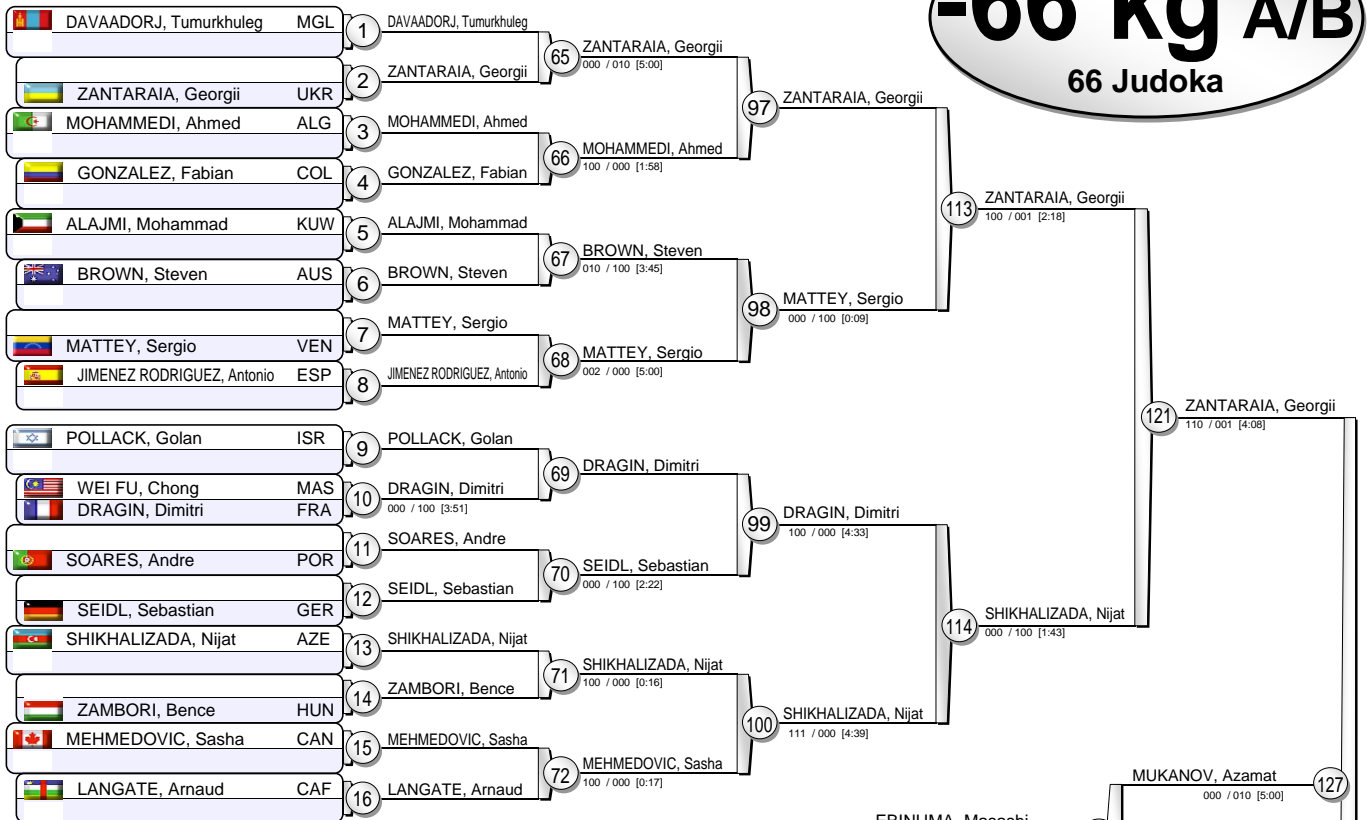 -66 kg A/B
66 Judoka
DAVAADORJ, Tumurkhuleg MGL
1
DAVAADORJ, Tumurkhuleg
65
ZANTARAIA, Georgii
000 / 010 [5:00]
ZANTARAIA, Georgii UKR
2
ZANTARAIA, Georgii
97
ZANTARAIA, Georgii
MOHAMMEDI, Ahmed ALG
3
MOHAMMEDI, Ahmed
66
MOHAMMEDI, Ahmed
100 / 000 [1:58]
GONZALEZ, Fabian COL
4
GONZALEZ, Fabian
113
ZANTARAIA, Georgii
100 / 001 [2:18]
ALAJMI, Mohammad KUW
5
ALAJMI, Mohammad
67
BROWN, Steven
010 / 100 [3:45]
BROWN, Steven AUS
6
BROWN, Steven
98
MATTEY, Sergio
000 / 100 [0:09]
MATTEY, Sergio VEN
7
MATTEY, Sergio
68
MATTEY, Sergio
002 / 000 [5:00]
JIMENEZ RODRIGUEZ, Antonio ESP
8
JIMENEZ RODRIGUEZ, Antonio
121
ZANTARAIA, Georgii
110 / 001 [4:08]
POLLACK, Golan ISR
9
POLLACK, Golan
69
DRAGIN, Dimitri
WEI FU, Chong MAS
DRAGIN, Dimitri FRA
10
DRAGIN, Dimitri
000 / 100 [3:51]
99
DRAGIN, Dimitri
100 / 000 [4:33]
SOARES, Andre POR
11
SOARES, Andre
70
SEIDL, Sebastian
000 / 100 [2:22]
SEIDL, Sebastian GER
12
SEIDL, Sebastian
114
SHIKHALIZADA, Nijat
000 / 100 [1:43]
SHIKHALIZADA, Nijat AZE
13
SHIKHALIZADA, Nijat
71
SHIKHALIZADA, Nijat
100 / 000 [0:16]
ZAMBORI, Bence HUN
14
ZAMBORI, Bence
100
SHIKHALIZADA, Nijat
111 / 000 [4:39]
MEHMEDOVIC, Sasha CAN
15
MEHMEDOVIC, Sasha
72
MEHMEDOVIC, Sasha
100 / 000 [0:17]
LANGATE, Arnaud CAF
16
LANGATE, Arnaud
MUKANOV, Azamat
000 / 010 [5:00]
127